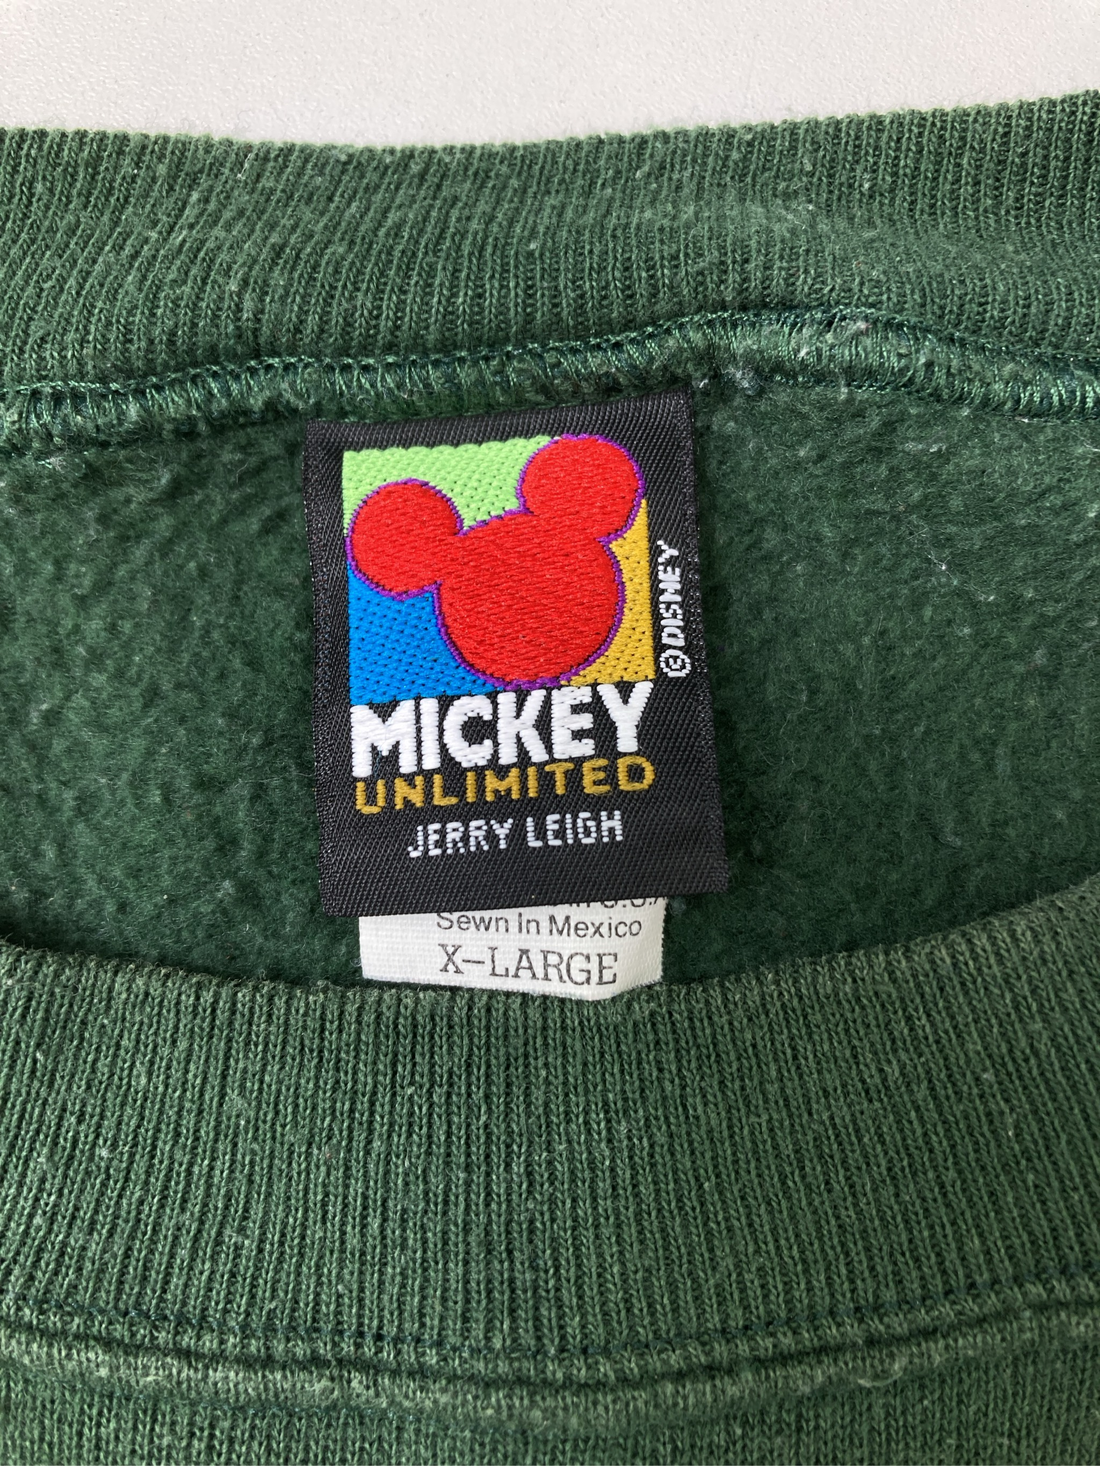 © DISNEY
MICKEY
UNLIMITED
JERRY LEIGH
U.S.A
Sewn In Mexico
X-LARGE